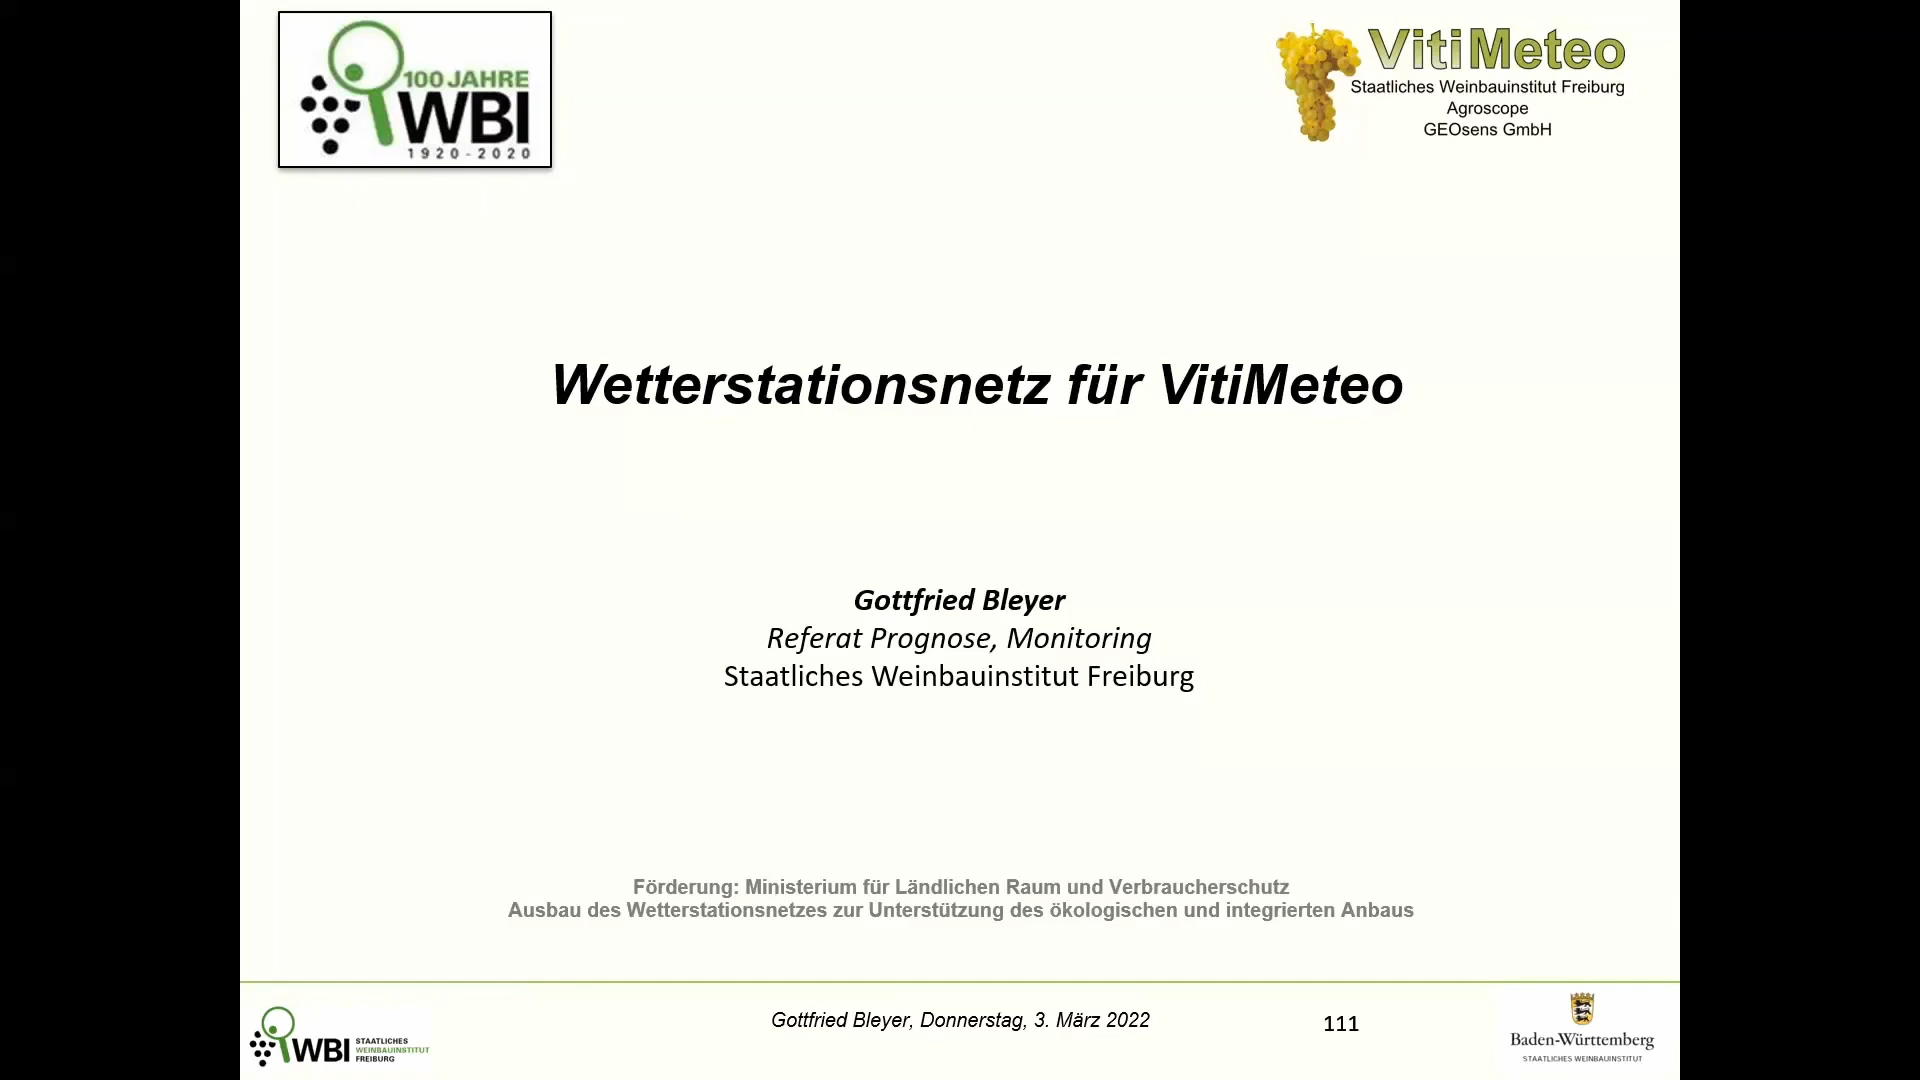 100 JAHRE
WBI
1920-2020
VitiMeteo
Staatliches Weinbauinstitut Freiburg
Agroscope
GEOsens GmbH
Wetterstationsnetz für VitiMeteo
Gottfried Bleyer
Referat Prognose, Monitoring
Staatliches Weinbauinstitut Freiburg
Förderung: Ministerium für Ländlichen Raum und Verbraucherschutz
Ausbau des Wetterstationsnetzes zur Unterstützung des ökologischen und integrierten Anbaus
WBI
STAATLICHES
WEINBAUINSTITUT
FREIBURG
Gottfried Bleyer, Donnerstag, 3. März 2022
111
Baden-Württemberg
STAATLICHES WEINBAUINSTITUT